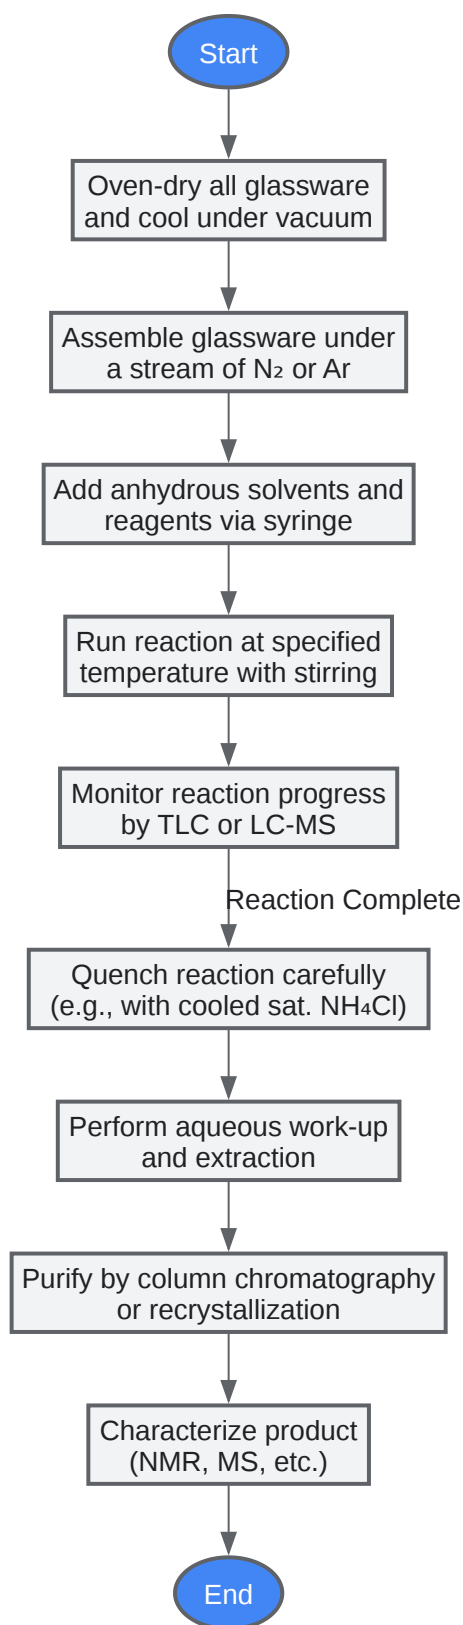 Start
Oven-dry all glassware
and cool under vacuum
Assemble glassware under
a stream of N₂ or Ar
Add anhydrous solvents and
reagents via syringe
Run reaction at specified
temperature with stirring
Monitor reaction progress
by TLC or LC-MS
Reaction Complete
Quench reaction carefully
(e.g., with cooled sat. NH₄Cl)
Perform aqueous work-up
and extraction
Purify by column chromatography
or recrystallization
Characterize product
(NMR, MS, etc.)
End